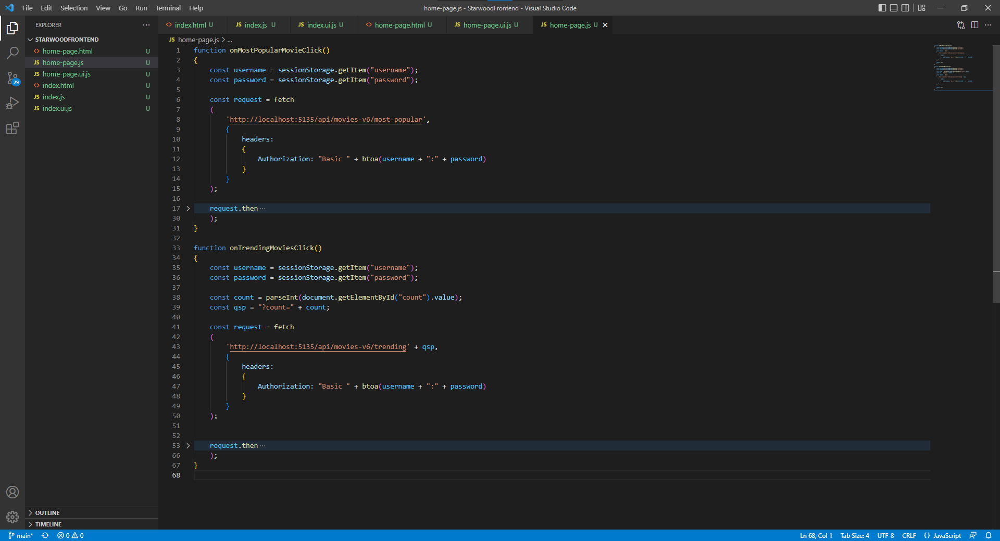 File Edit Selection View Go Run Terminal Help
home-page.js - StarwoodFrontend - Visual Studio Code
EXPLORER
STARWOODFRONTEND
home-page.html U
home-page.js U
home-page.ui.js U
index.html U
index.js U
index.ui.js U
29
OUTLINE
TIMELINE
index.html U
index.js U
index.ui.js U
home-page.html U
home-page.ui.js U
home-page.js U
home-page.js > ...
1 function onMostPopularMovieClick()
2 {
3 const username = sessionStorage.getItem("username");
4 const password = sessionStorage.getItem("password");
5
6 const request = fetch
7 (
8 'http://localhost:5135/api/movies-v6/most-popular',
9 {
10 headers:
11 {
12 Authorization: "Basic " + btoa(username + ":" + password)
13 }
14 }
15 );
16
17 request.then ...
30 );
31 }
32
33 function onTrendingMoviesClick()
34 {
35 const username = sessionStorage.getItem("username");
36 const password = sessionStorage.getItem("password");
37
38 const count = parseInt(document.getElementById("count").value);
39 const qsp = "?count=" + count;
40
41 const request = fetch
42 (
43 'http://localhost:5135/api/movies-v6/trending' + qsp,
44 {
45 headers:
46 {
47 Authorization: "Basic " + btoa(username + ":" + password)
48 }
49 }
50 );
51
52
53 request.then ...
66 );
67 }
68
main* 0 0
Ln 68, Col 1 Tab Size: 4 UTF-8 CRLF {} JavaScript